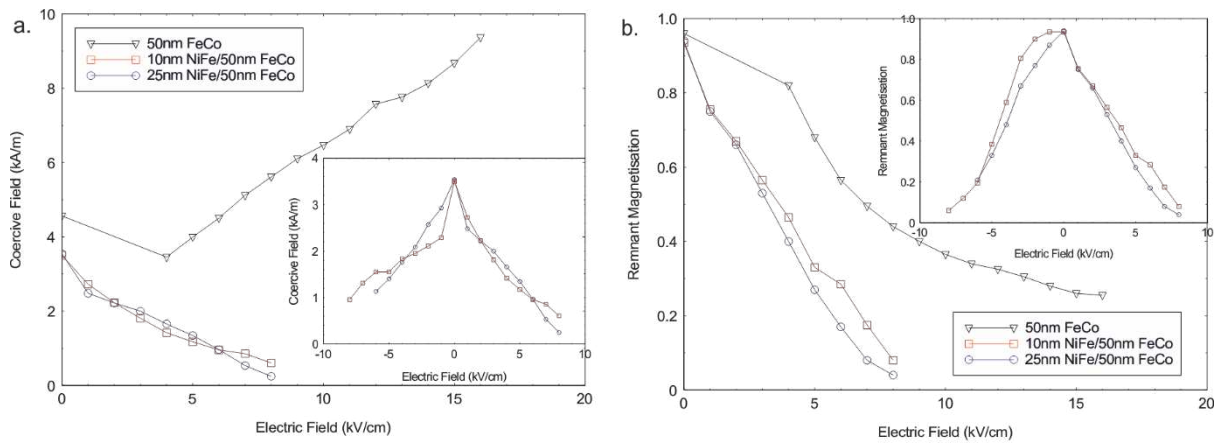 a.
50nm FeCo
10nm NiFe/50nm FeCo
25nm NiFe/50nm FeCo
Coercive Field (kA/m)
10
8
6
4
2
0
0 5 10 15 20
Electric Field (kV/cm)
Coercive Field (kA/m)
4
3
2
1
0
-10 -5 0 5 10
Electric Field (kV/cm)
b.
Remnant Magnetisation
1.0
0.8
0.6
0.4
0.2
0.0
0 5 10 15 20
Electric Field (kV/cm)
Remnant Magnetisation
1.0
0.8
0.6
0.4
0.2
0.0
-10 -5 0 5 10
Electric Field (kV/cm)
50nm FeCo
10nm NiFe/50nm FeCo
25nm NiFe/50nm FeCo